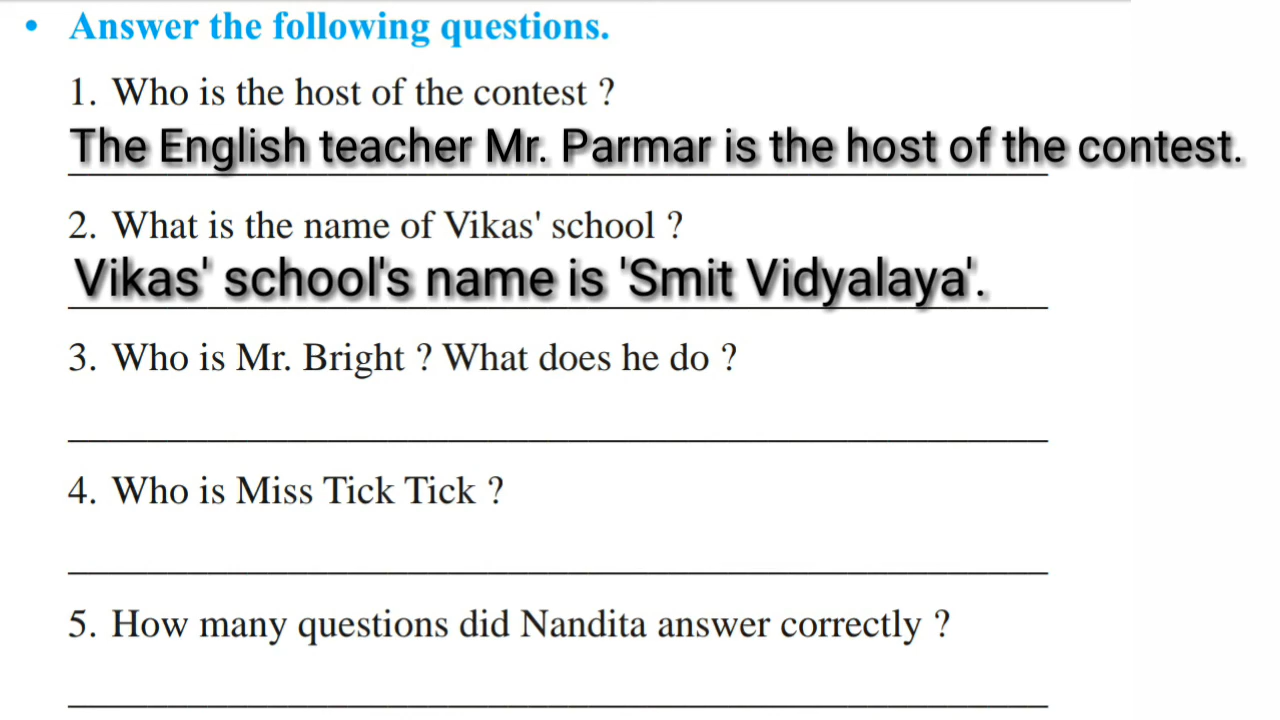 • Answer the following questions.
1. Who is the host of the contest ?
The English teacher Mr. Parmar is the host of the contest.
2. What is the name of Vikas' school ?
Vikas' school's name is 'Smit Vidyalaya'.
3. Who is Mr. Bright ? What does he do ?
4. Who is Miss Tick Tick ?
5. How many questions did Nandita answer correctly ?